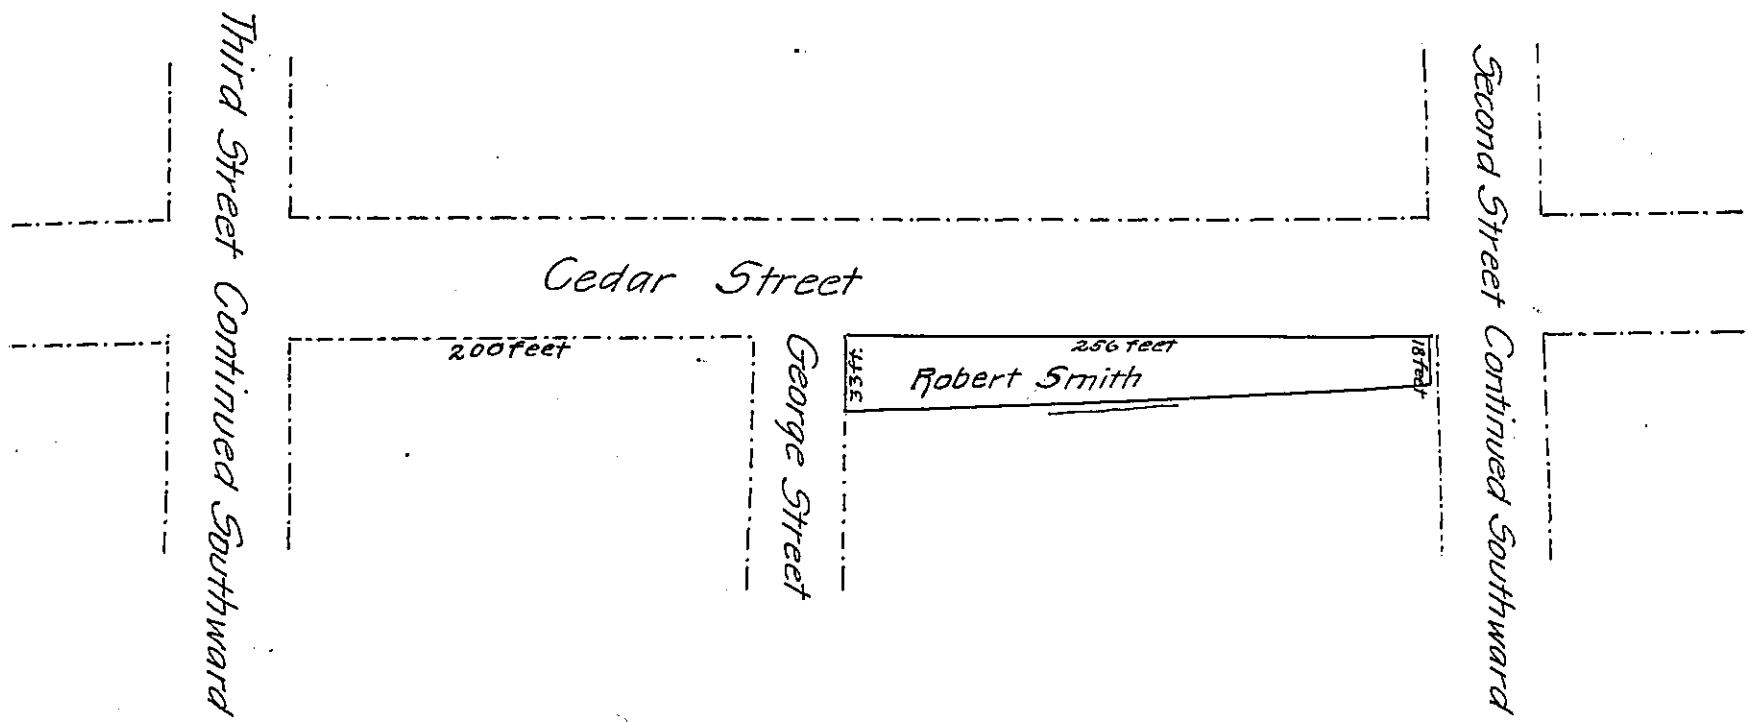 Third Street Continued Southward
Second Street Continued Southward
Cedar Street
200 feet
George Street
33 ft.
256 feet
18 feet
Robert Smith